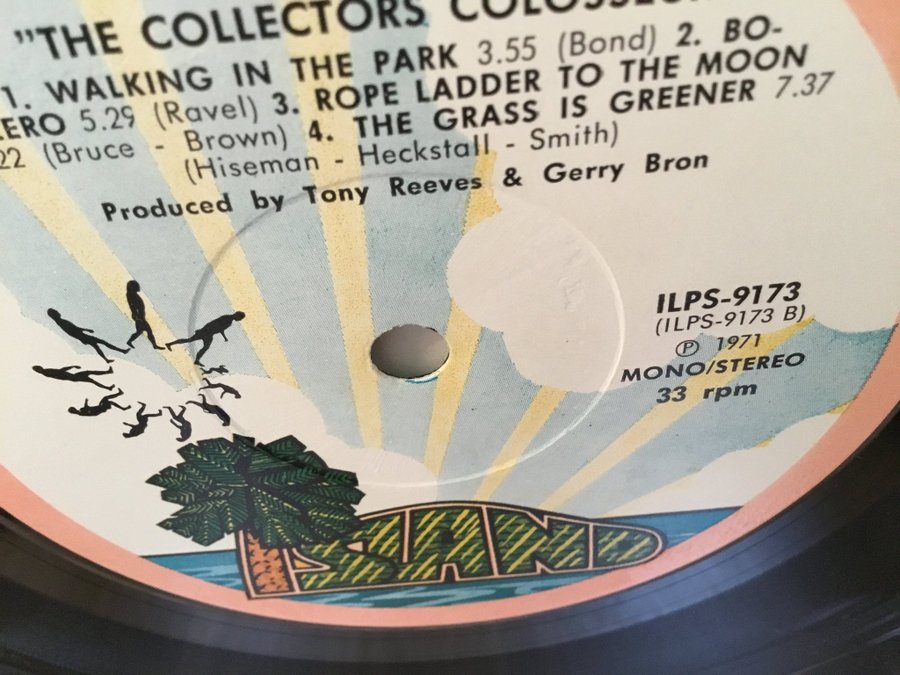 "THE COLLECTORS COLOSSEUM
1. WALKING IN THE PARK 3.55 (Bond) 2. BO-
LERO 5.29 (Ravel) 3. ROPE LADDER TO THE MOON
22 (Bruce - Brown) 4. THE GRASS IS GREENER 7.37
(Hiseman - Heckstall - Smith)
Produced by Tony Reeves & Gerry Bron
ILPS-9173
(ILPS-9173 B)
Ⓟ 1971
MONO/STEREO
33 rpm
ISLAND